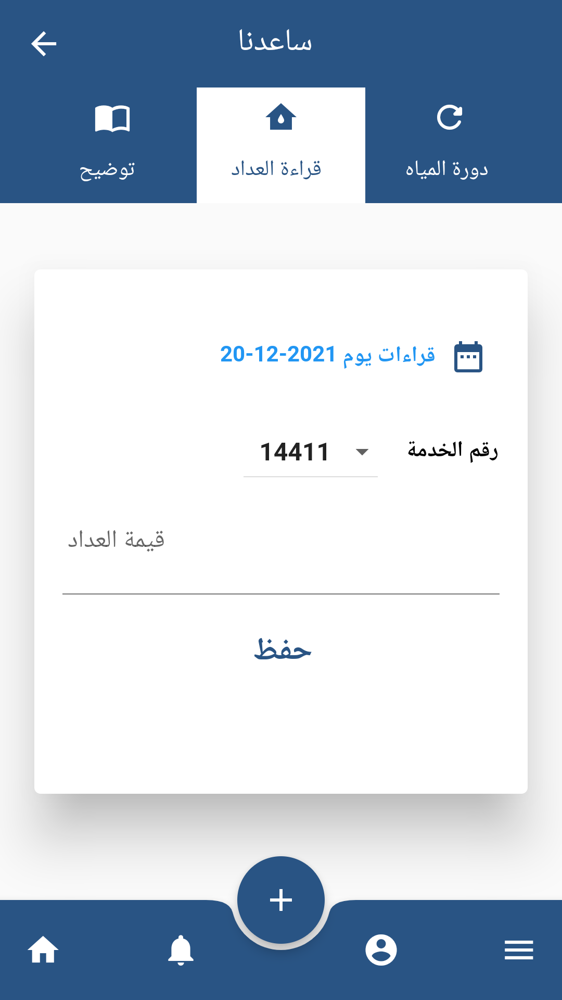 ساعدنا
دورة المياه
قراءة العداد
توضيح
قراءات يوم 2021-12-20
رقم الخدمة
14411
قيمة العداد
حفظ